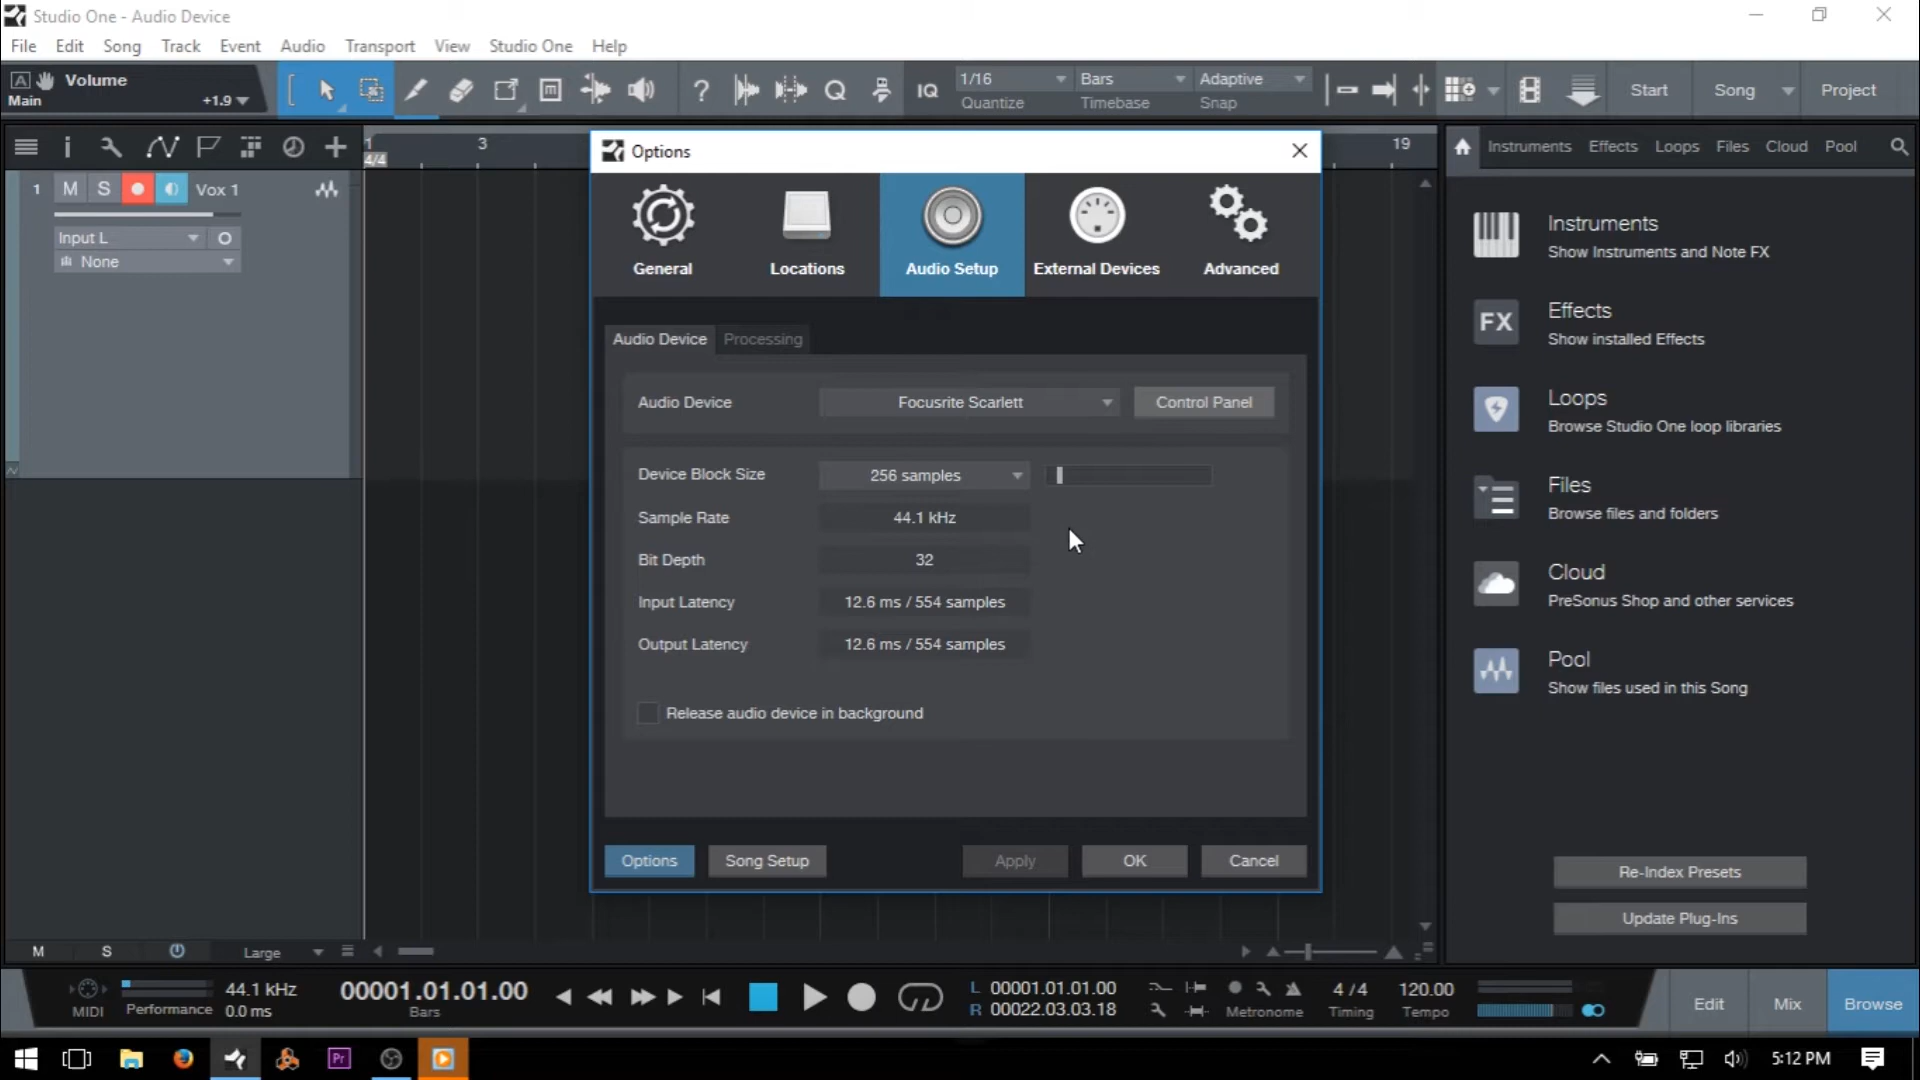 Studio One - Audio Device
File Edit Song Track Event Audio Transport View Studio One Help
A Volume
Main +1.9
? Q IQ
1/16 Bars Adaptive
Quantize Timebase Snap
Start Song Project
1 3 19
4/4
Instruments Effects Loops Files Cloud Pool
1 M S Vox 1
Input L
None
Options
General Locations Audio Setup External Devices Advanced
Audio Device Processing
Audio Device Focusrite Scarlett Control Panel
Device Block Size 256 samples
Sample Rate 44.1 kHz
Bit Depth 32
Input Latency 12.6 ms / 554 samples
Output Latency 12.6 ms / 554 samples
Release audio device in background
Options Song Setup Apply OK Cancel
Instruments
Show Instruments and Note FX
FX
Effects
Show installed Effects
Loops
Browse Studio One loop libraries
Files
Browse files and folders
Cloud
PreSonus Shop and other services
Pool
Show files used in this Song
Re-Index Presets
Update Plug-Ins
M S Large
MIDI
Performance
44.1 kHz
0.0 ms
00001.01.01.00
Bars
L 00001.01.01.00
R 00022.03.03.18
Metronome
4 / 4
Timing
120.00
Tempo
Edit Mix Browse
Pr
5:12 PM